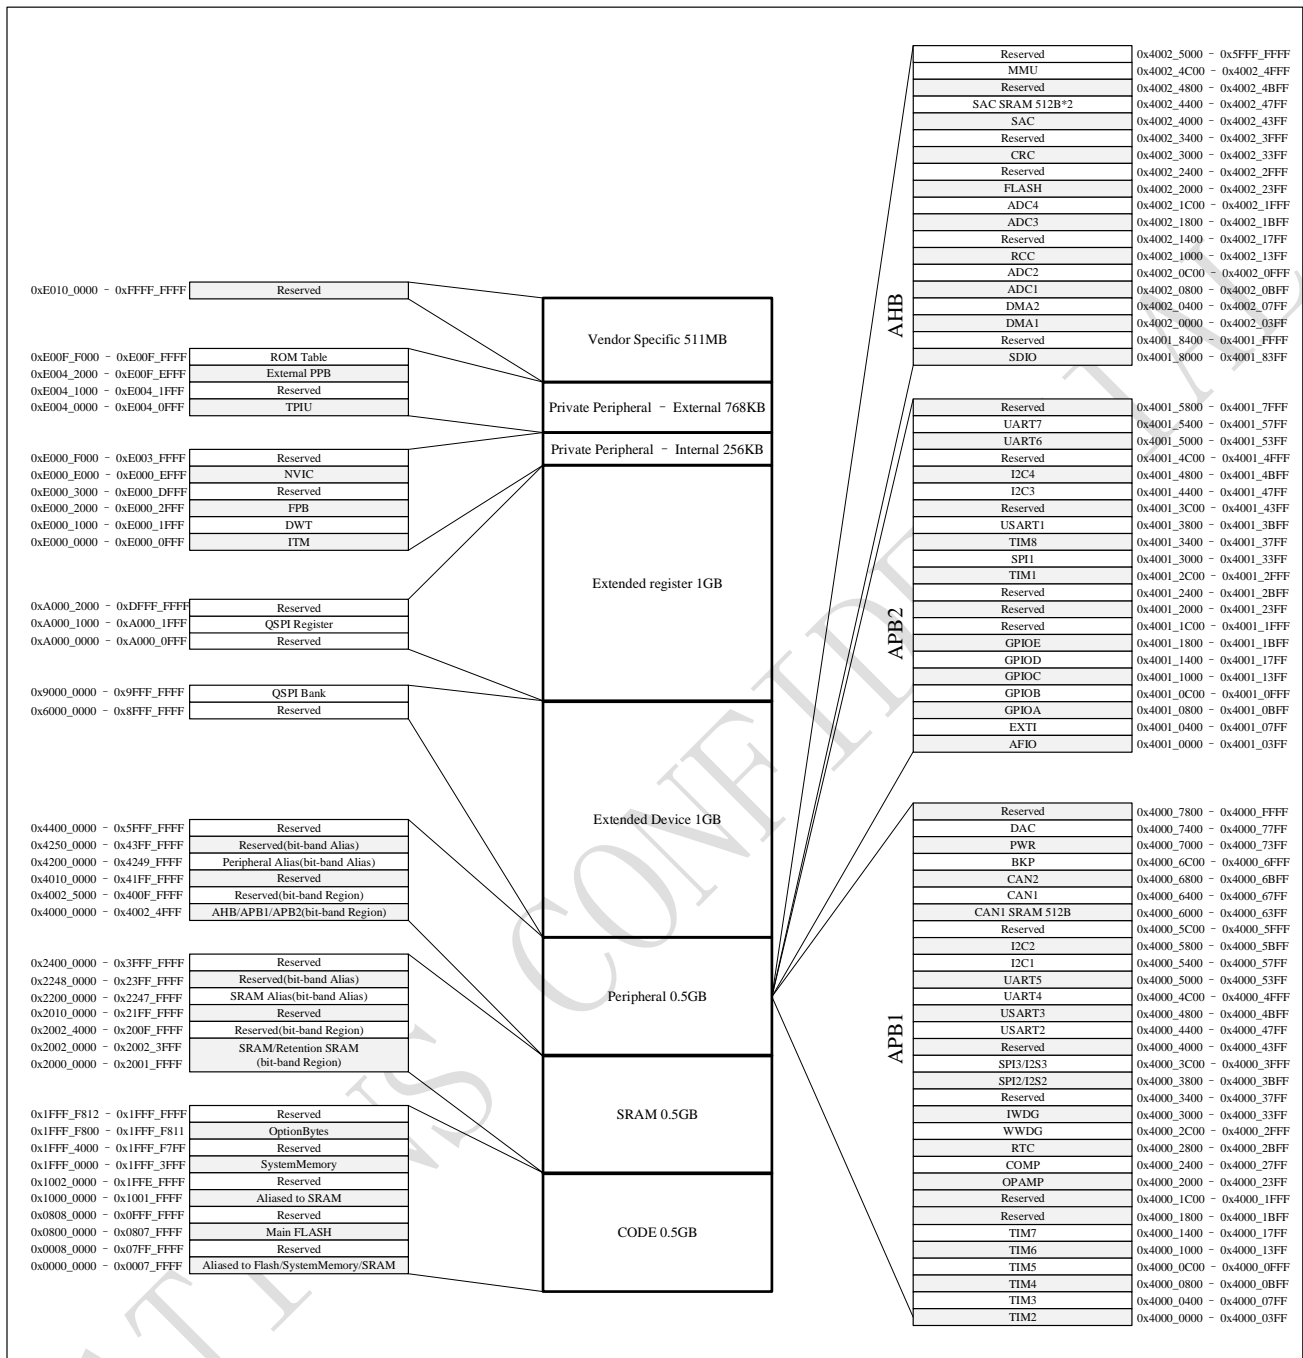 0xE010_0000 - 0xFFFF_FFFF Reserved
0xE00F_F000 - 0xE00F_FFFF ROM Table
0xE004_2000 - 0xE00F_EFFF External PPB
0xE004_1000 - 0xE004_1FFF Reserved
0xE004_0000 - 0xE004_0FFF TPIU
0xE000_F000 - 0xE003_FFFF Reserved
0xE000_E000 - 0xE000_EFFF NVIC
0xE000_3000 - 0xE000_DFFF Reserved
0xE000_2000 - 0xE000_2FFF FPB
0xE000_1000 - 0xE000_1FFF DWT
0xE000_0000 - 0xE000_0FFF ITM
0xA000_2000 - 0xDFFF_FFFF Reserved
0xA000_1000 - 0xA000_1FFF QSPI Register
0xA000_0000 - 0xA000_0FFF Reserved
0x9000_0000 - 0x9FFF_FFFF QSPI Bank
0x6000_0000 - 0x8FFF_FFFF Reserved
0x4400_0000 - 0x5FFF_FFFF Reserved
0x4250_0000 - 0x43FF_FFFF Reserved(bit-band Alias)
0x4200_0000 - 0x4249_FFFF Peripheral Alias(bit-band Alias)
0x4010_0000 - 0x41FF_FFFF Reserved
0x4002_5000 - 0x400F_FFFF Reserved(bit-band Region)
0x4000_0000 - 0x4002_4FFF AHB/APB1/APB2(bit-band Region)
0x2400_0000 - 0x3FFF_FFFF Reserved
0x2248_0000 - 0x23FF_FFFF Reserved(bit-band Alias)
0x2200_0000 - 0x2247_FFFF SRAM Alias(bit-band Alias)
0x2010_0000 - 0x21FF_FFFF Reserved
0x2002_4000 - 0x200F_FFFF Reserved(bit-band Region)
0x2002_0000 - 0x2002_3FFF SRAM/Retention SRAM
0x2000_0000 - 0x2001_FFFF (bit-band Region)
0x1FFF_F812 - 0x1FFF_FFFF Reserved
0x1FFF_F800 - 0x1FFF_F811 OptionBytes
0x1FFF_4000 - 0x1FFF_F7FF Reserved
0x1FFF_0000 - 0x1FFF_3FFF SystemMemory
0x1002_0000 - 0x1FFE_FFFF Reserved
0x1000_0000 - 0x1001_FFFF Aliased to SRAM
0x0808_0000 - 0x0FFF_FFFF Reserved
0x0800_0000 - 0x0807_FFFF Main FLASH
0x0008_0000 - 0x07FF_FFFF Reserved
0x0000_0000 - 0x0007_FFFF Aliased to Flash/SystemMemory/SRAM
Vendor Specific 511MB
Private Peripheral - External 768KB
Private Peripheral - Internal 256KB
Extended register 1GB
Extended Device 1GB
Peripheral 0.5GB
SRAM 0.5GB
CODE 0.5GB
AHB
Reserved 0x4002_5000 - 0x5FFF_FFFF
MMU 0x4002_4C00 - 0x4002_4FFF
Reserved 0x4002_4800 - 0x4002_4BFF
SAC SRAM 512B*2 0x4002_4400 - 0x4002_47FF
SAC 0x4002_4000 - 0x4002_43FF
Reserved 0x4002_3400 - 0x4002_3FFF
CRC 0x4002_3000 - 0x4002_33FF
Reserved 0x4002_2400 - 0x4002_2FFF
FLASH 0x4002_2000 - 0x4002_23FF
ADC4 0x4002_1C00 - 0x4002_1FFF
ADC3 0x4002_1800 - 0x4002_1BFF
Reserved 0x4002_1400 - 0x4002_17FF
RCC 0x4002_1000 - 0x4002_13FF
ADC2 0x4002_0C00 - 0x4002_0FFF
ADC1 0x4002_0800 - 0x4002_0BFF
DMA2 0x4002_0400 - 0x4002_07FF
DMA1 0x4002_0000 - 0x4002_03FF
Reserved 0x4001_8400 - 0x4001_FFFF
SDIO 0x4001_8000 - 0x4001_83FF
APB2
Reserved 0x4001_5800 - 0x4001_7FFF
UART7 0x4001_5400 - 0x4001_57FF
UART6 0x4001_5000 - 0x4001_53FF
Reserved 0x4001_4C00 - 0x4001_4FFF
I2C4 0x4001_4800 - 0x4001_4BFF
I2C3 0x4001_4400 - 0x4001_47FF
Reserved 0x4001_3C00 - 0x4001_43FF
USART1 0x4001_3800 - 0x4001_3BFF
TIM8 0x4001_3400 - 0x4001_37FF
SPI1 0x4001_3000 - 0x4001_33FF
TIM1 0x4001_2C00 - 0x4001_2FFF
Reserved 0x4001_2400 - 0x4001_2BFF
Reserved 0x4001_2000 - 0x4001_23FF
Reserved 0x4001_1C00 - 0x4001_1FFF
GPIOE 0x4001_1800 - 0x4001_1BFF
GPIOD 0x4001_1400 - 0x4001_17FF
GPIOC 0x4001_1000 - 0x4001_13FF
GPIOB 0x4001_0C00 - 0x4001_0FFF
GPIOA 0x4001_0800 - 0x4001_0BFF
EXTI 0x4001_0400 - 0x4001_07FF
AFIO 0x4001_0000 - 0x4001_03FF
APB1
Reserved 0x4000_7800 - 0x4000_FFFF
DAC 0x4000_7400 - 0x4000_77FF
PWR 0x4000_7000 - 0x4000_73FF
BKP 0x4000_6C00 - 0x4000_6FFF
CAN2 0x4000_6800 - 0x4000_6BFF
CAN1 0x4000_6400 - 0x4000_67FF
CAN1 SRAM 512B 0x4000_6000 - 0x4000_63FF
Reserved 0x4000_5C00 - 0x4000_5FFF
I2C2 0x4000_5800 - 0x4000_5BFF
I2C1 0x4000_5400 - 0x4000_57FF
UART5 0x4000_5000 - 0x4000_53FF
UART4 0x4000_4C00 - 0x4000_4FFF
USART3 0x4000_4800 - 0x4000_4BFF
USART2 0x4000_4400 - 0x4000_47FF
Reserved 0x4000_4000 - 0x4000_43FF
SPI3/I2S3 0x4000_3C00 - 0x4000_3FFF
SPI2/I2S2 0x4000_3800 - 0x4000_3BFF
Reserved 0x4000_3400 - 0x4000_37FF
IWDG 0x4000_3000 - 0x4000_33FF
WWDG 0x4000_2C00 - 0x4000_2FFF
RTC 0x4000_2800 - 0x4000_2BFF
COMP 0x4000_2400 - 0x4000_27FF
OPAMP 0x4000_2000 - 0x4000_23FF
Reserved 0x4000_1C00 - 0x4000_1FFF
Reserved 0x4000_1800 - 0x4000_1BFF
TIM7 0x4000_1400 - 0x4000_17FF
TIM6 0x4000_1000 - 0x4000_13FF
TIM5 0x4000_0C00 - 0x4000_0FFF
TIM4 0x4000_0800 - 0x4000_0BFF
TIM3 0x4000_0400 - 0x4000_07FF
TIM2 0x4000_0000 - 0x4000_03FF